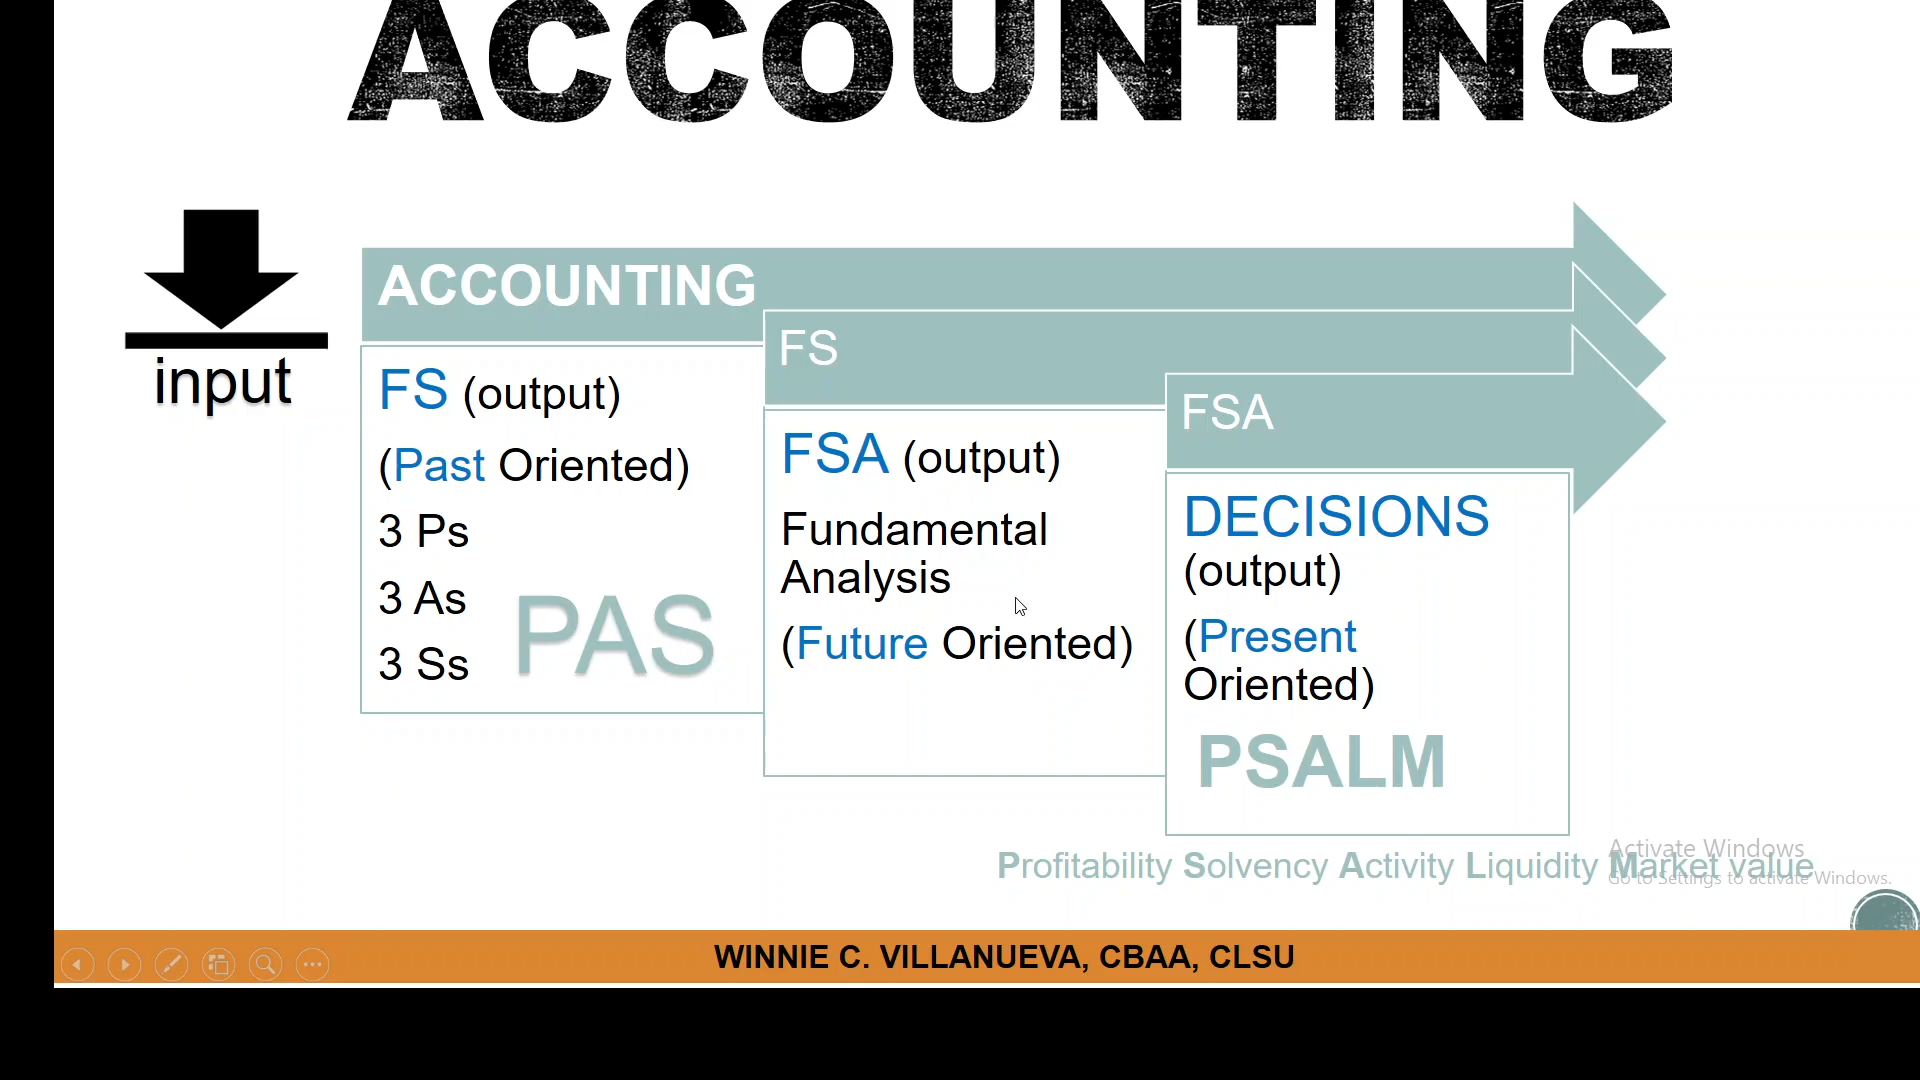 ACCOUNTING
input
ACCOUNTING
FS (output)
(Past Oriented)
3 Ps
3 As
3 Ss
PAS
FS
FSA (output)
Fundamental
Analysis
(Future Oriented)
FSA
DECISIONS
(output)
(Present
Oriented)
PSALM
Profitability Solvency Activity Liquidity Market value
Activate Windows
Go to Settings to activate Windows.
WINNIE C. VILLANUEVA, CBAA, CLSU